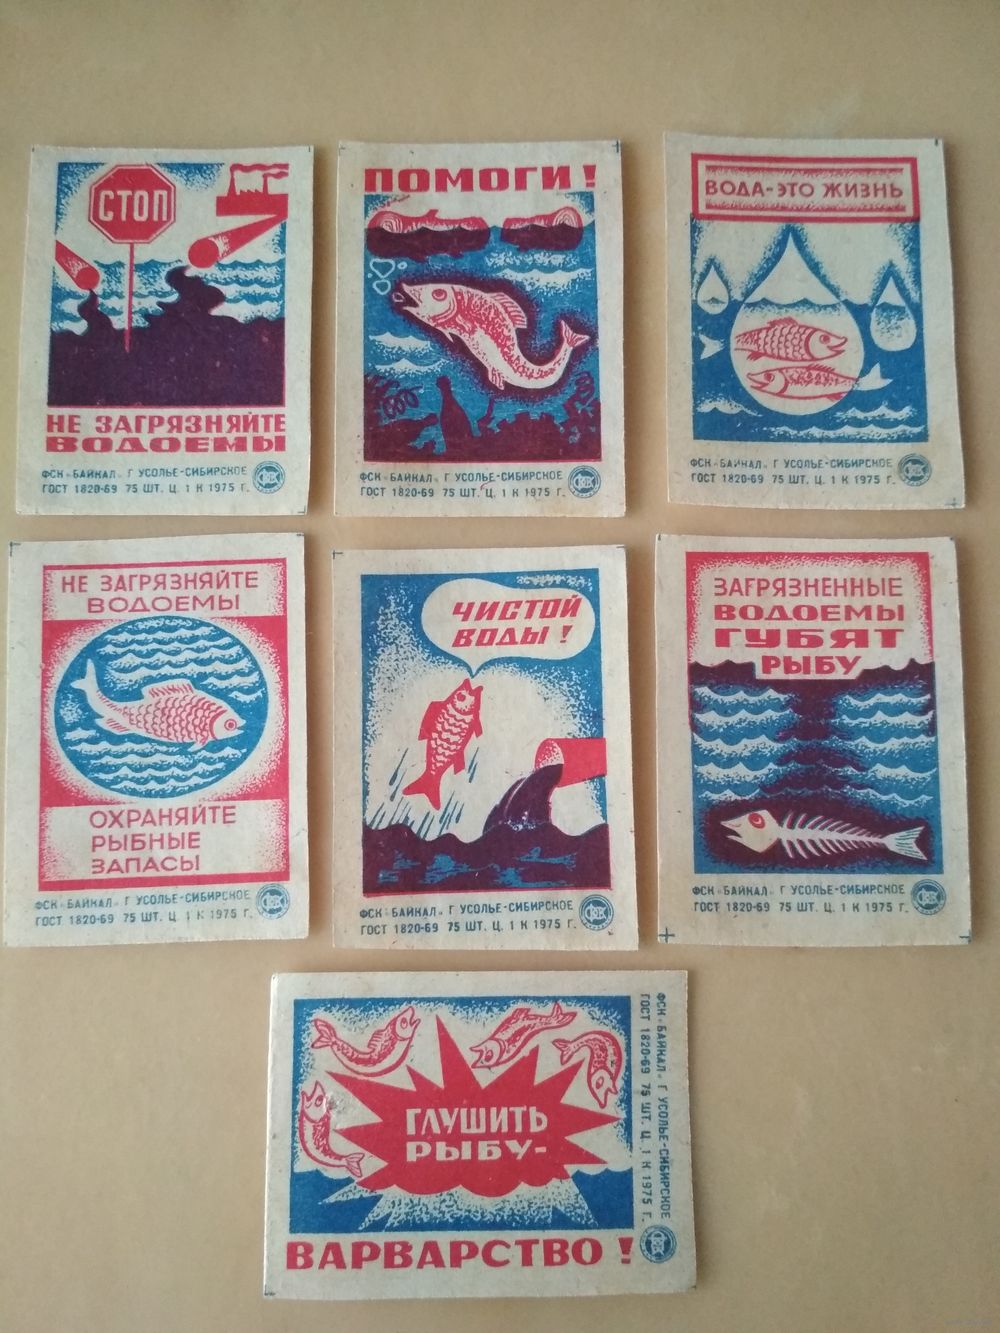 СТОП
НЕ ЗАГРЯЗНЯЙТЕ
ВОДОЕМЫ
ФСК «БАЙКАЛ» Г УСОЛЬЕ-СИБИРСКОЕ
ГОСТ 1820-69 75 ШТ. Ц. 1 К 1975 Г.
ПОМОГИ!
ФСК «БАЙКАЛ» Г УСОЛЬЕ-СИБИРСКОЕ
ГОСТ 1820-69 75 ШТ. Ц. 1 К 1975 Г.
ВОДА-ЭТО ЖИЗНЬ
ФСК «БАЙКАЛ» Г УСОЛЬЕ-СИБИРСКОЕ
ГОСТ 1820-69 75 ШТ. Ц. 1 К 1975 Г.
НЕ ЗАГРЯЗНЯЙТЕ
ВОДОЕМЫ
ОХРАНЯЙТЕ
РЫБНЫЕ
ЗАПАСЫ
ФСК «БАЙКАЛ» Г УСОЛЬЕ-СИБИРСКОЕ
ГОСТ 1820-69 75 ШТ. Ц. 1 К 1975 Г.
ЧИСТОЙ
ВОДЫ!
ФСК «БАЙКАЛ» Г УСОЛЬЕ-СИБИРСКОЕ
ГОСТ 1820-69 75 ШТ. Ц. 1 К 1975 Г.
ЗАГРЯЗНЕННЫЕ
ВОДОЕМЫ
ГУБЯТ
РЫБУ
ФСК «БАЙКАЛ» Г УСОЛЬЕ-СИБИРСКОЕ
ГОСТ 1820-69 75 ШТ. Ц. 1 К 1975 Г.
ГЛУШИТЬ
РЫБУ-
ВАРВАРСТВО!
ФСК «БАЙКАЛ» Г УСОЛЬЕ-СИБИРСКОЕ
ГОСТ 1820-69 75 ШТ. Ц. 1 К 1975 Г.